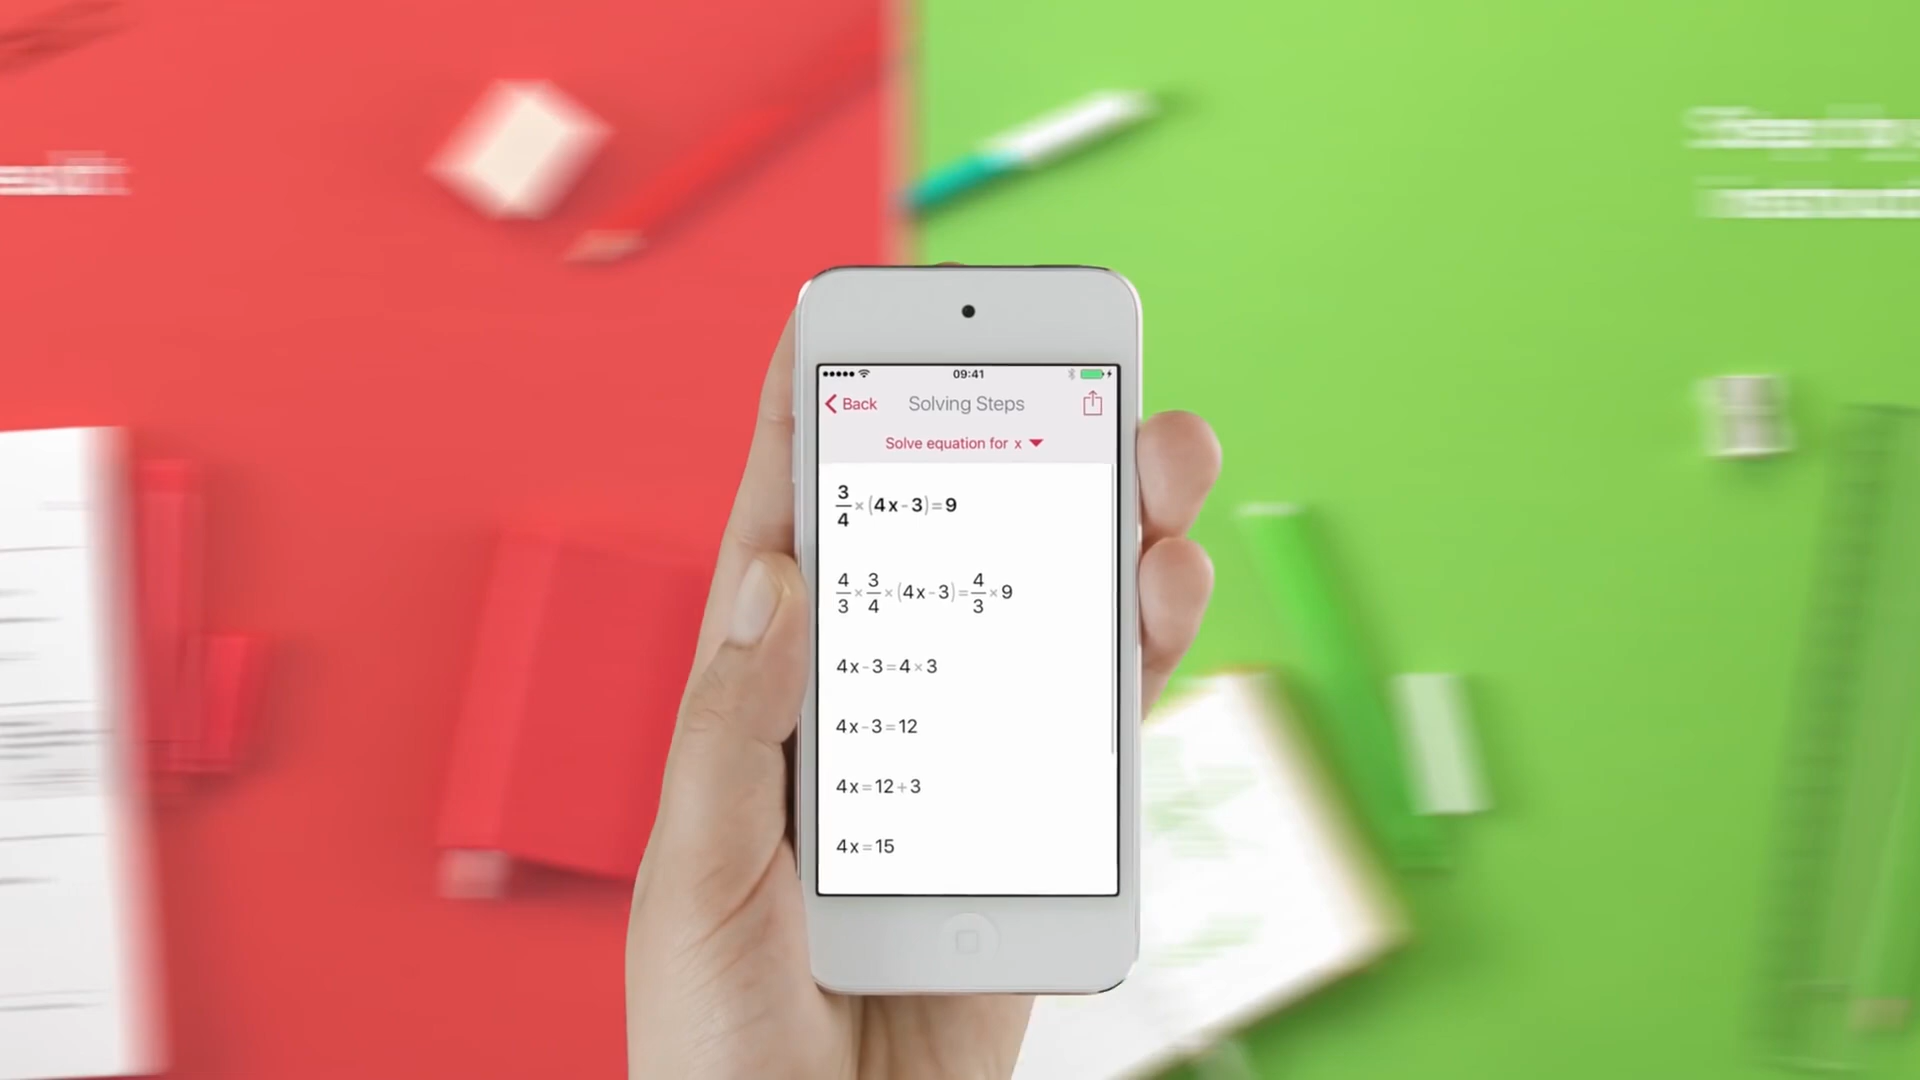 09:41
Back Solving Steps
Solve equation for x
3/4 × (4x - 3) = 9
4/3 × 3/4 × (4x - 3) = 4/3 × 9
4x - 3 = 4 × 3
4x - 3 = 12
4x = 12 + 3
4x = 15